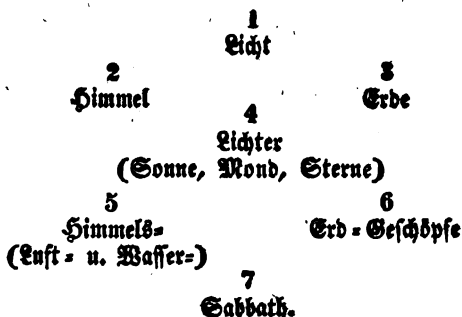 1
Licht
2 3
Himmel Erde
4
Lichter
(Sonne, Mond, Sterne)
5 6
Himmels= Erd = Geschöpfe
(Luft = u. Wasser=)
7
Sabbath.